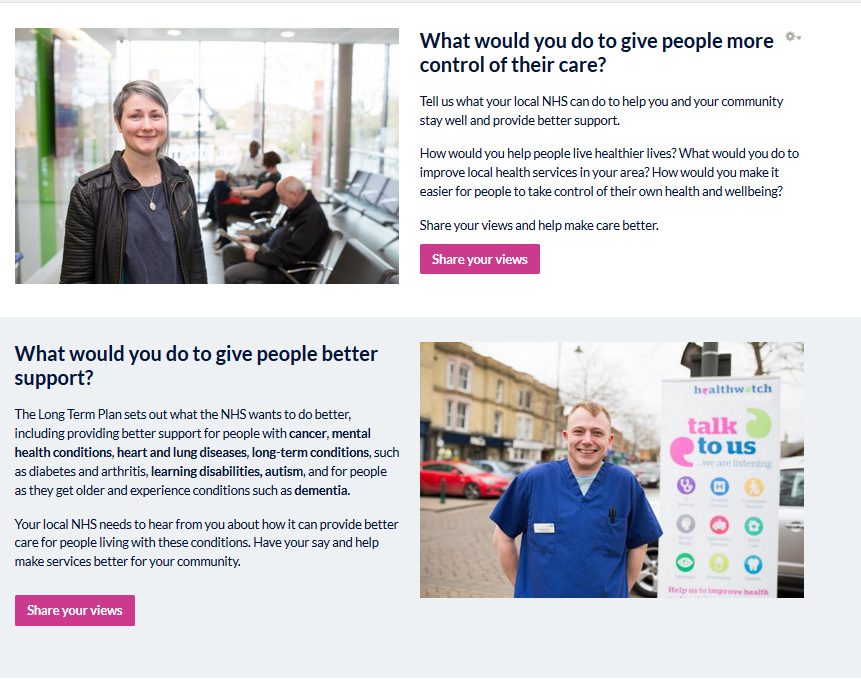 What would you do to give people more
control of their care?
Tell us what your local NHS can do to help you and your community
stay well and provide better support.
How would you help people live healthier lives? What would you do to
improve local health services in your area? How would you make it
easier for people to take control of their own health and wellbeing?
Share your views and help make care better.
Share your views
What would you do to give people better
support?
The Long Term Plan sets out what the NHS wants to do better,
including providing better support for people with cancer, mental
health conditions, heart and lung diseases, long-term conditions, such
as diabetes and arthritis, learning disabilities, autism, and for people
as they get older and experience conditions such as dementia.
Your local NHS needs to hear from you about how it can provide better
care for people living with these conditions. Have your say and help
make services better for your community.
Share your views
healthwatch
talk
to us
...we are listening
Help us to improve health